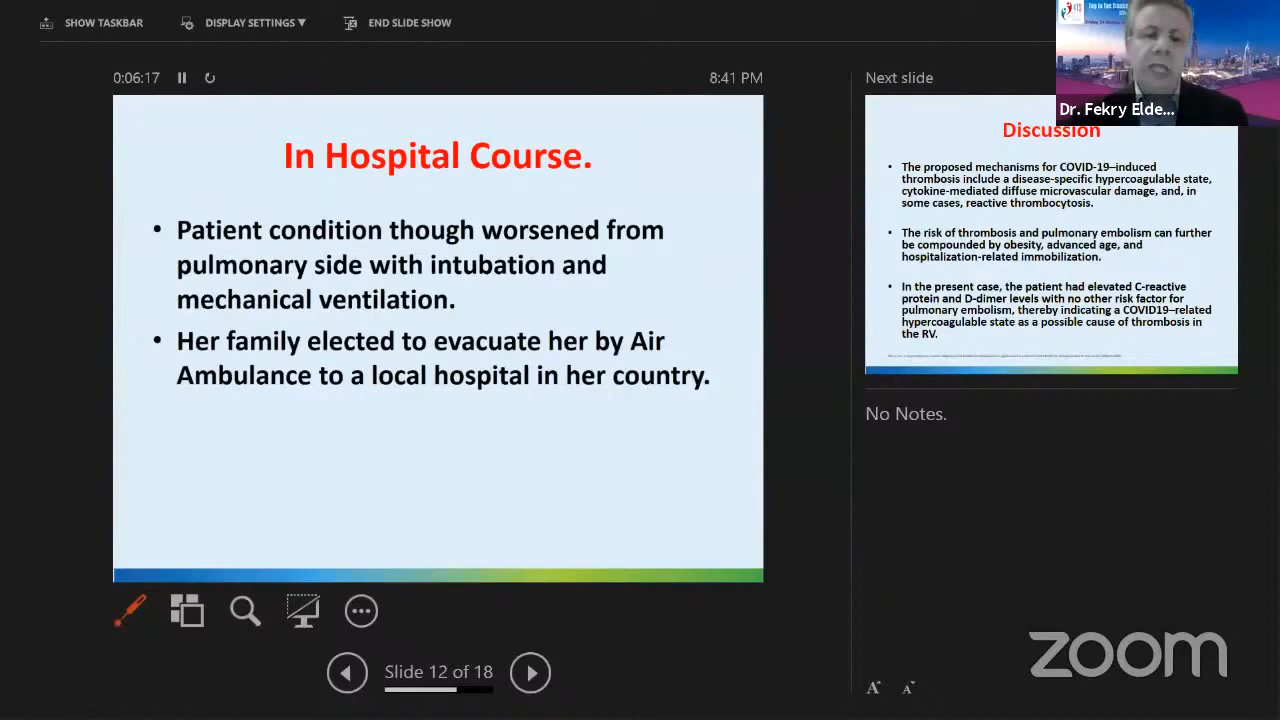 SHOW TASKBAR
DISPLAY SETTINGS ▼
END SLIDE SHOW
0:06:17
8:41 PM
Next slide
Dr. Fekry Elde...
In Hospital Course.
• Patient condition though worsened from
pulmonary side with intubation and
mechanical ventilation.
• Her family elected to evacuate her by Air
Ambulance to a local hospital in her country.
Discussion
• The proposed mechanisms for COVID-19–induced
thrombosis include a disease-specific hypercoagulable state,
cytokine-mediated diffuse microvascular damage, and, in
some cases, reactive thrombocytosis.
• The risk of thrombosis and pulmonary embolism can further
be compounded by obesity, advanced age, and
hospitalization-related immobilization.
• In the present case, the patient had elevated C-reactive
protein and D-dimer levels with no other risk factor for
pulmonary embolism, thereby indicating a COVID19–related
hypercoagulable state as a possible cause of thrombosis in
the RV.
No Notes.
Slide 12 of 18
A A
zoom